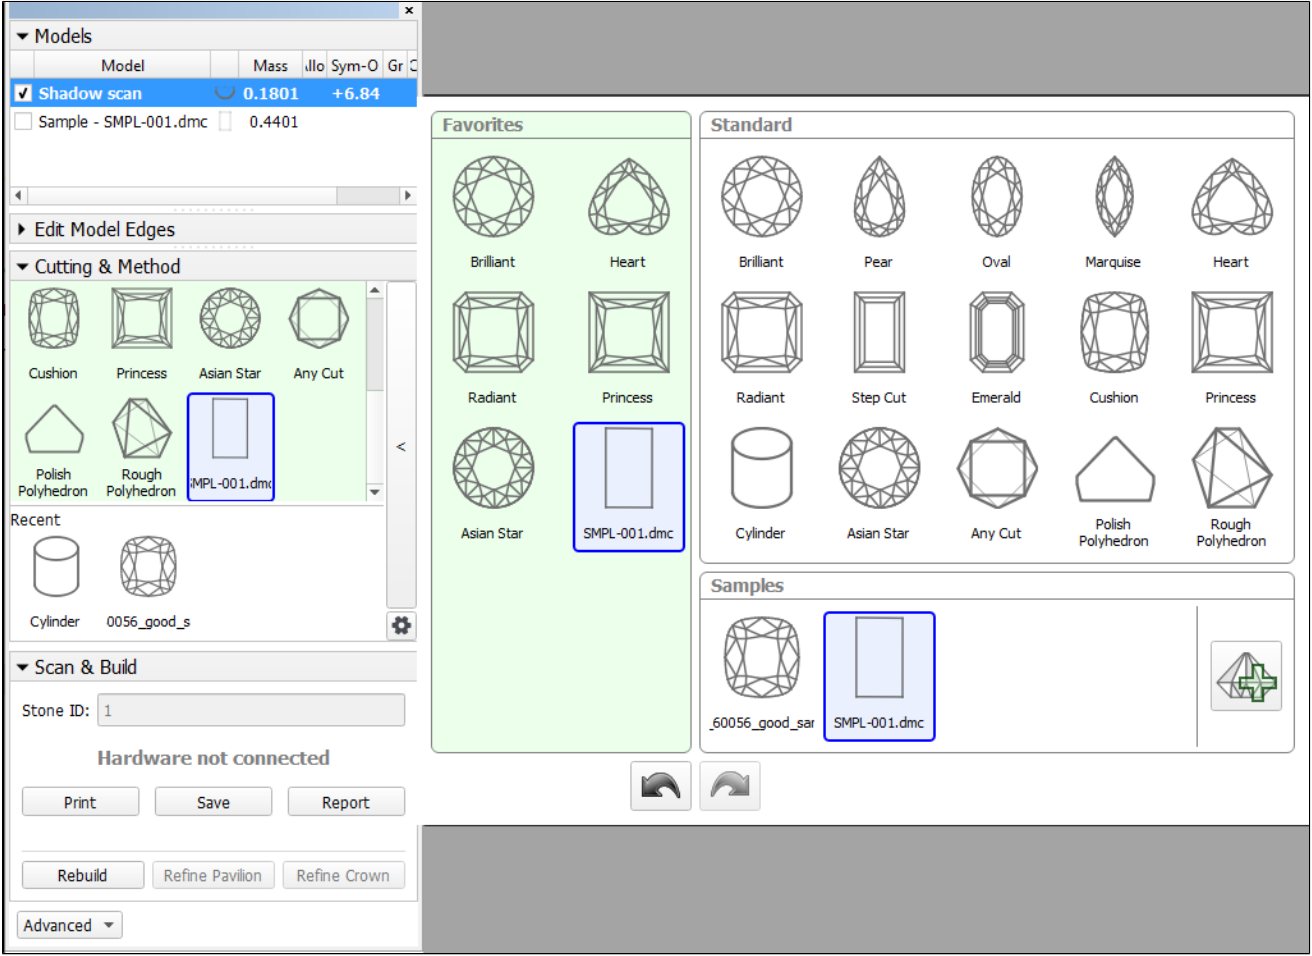 Models
Model Mass Sym-O Gr
Shadow scan 0.1801 +6.84
Sample - SMPL-001.dmc 0.4401
Edit Model Edges
Cutting & Method
Cushion Princess Asian Star Any Cut
Polish Polyhedron
Rough Polyhedron
MPL-001.dmc
<
Recent
Cylinder 0056_good_s
Scan & Build
Stone ID: 1
Hardware not connected
Print Save Report
Rebuild Refine Pavilion Refine Crown
Advanced
Favorites
Brilliant Heart
Radiant Princess
Asian Star SMPL-001.dmc
Standard
Brilliant Pear Oval Marquise Heart
Radiant Step Cut Emerald Cushion Princess
Cylinder Asian Star Any Cut Polish Polyhedron Rough Polyhedron
Samples
_60056_good_sar SMPL-001.dmc